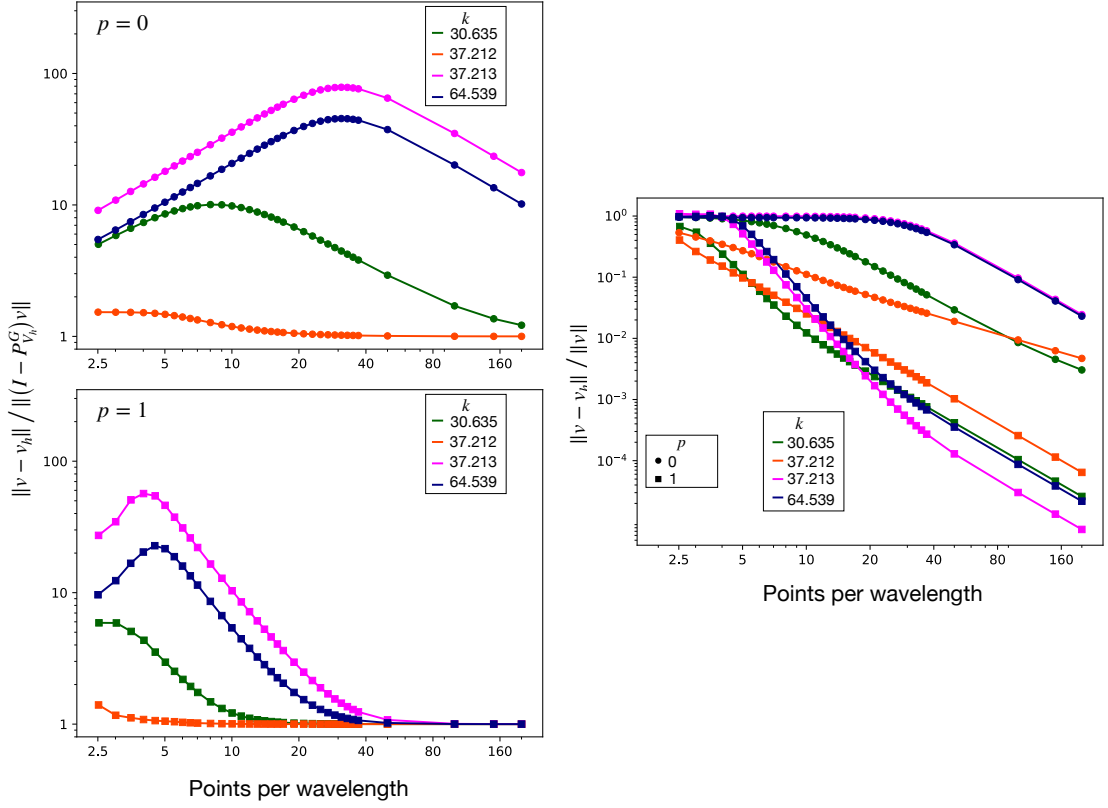 p = 0
k
30.635
37.212
37.213
64.539
100
10
1
2.5 5 10 20 40 160
p = 1
k
30.635
37.212
37.213
64.539
100
10
1
2.5 5 10 20 40 160
Points per wavelength
||v − v_h|| / ||(I − P^G_{V_h})v||
||v − v_h|| / ||v||
10^0
10^−1
10^−2
10^−3
10^−4
p
0
1
k
30.635
37.212
37.213
64.539
2.5 5 10 20 40 160
Points per wavelength